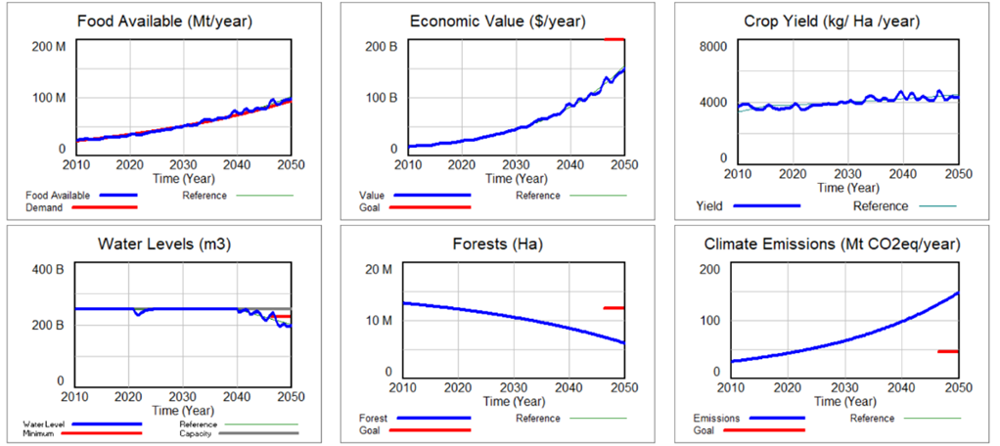 Food Available (Mt/year)
200 M
100 M
0
2010 2020 2030 2040 2050
Time (Year)
Food Available Reference
Demand
Economic Value ($/year)
200 B
100 B
0
2010 2020 2030 2040 2050
Time (Year)
Value Reference
Goal
Crop Yield (kg/ Ha /year)
8000
4000
0
2010 2020 2030 2040 2050
Time (Year)
Yield Reference
Water Levels (m3)
400 B
200 B
0
2010 2020 2030 2040 2050
Time (Year)
Water Level Reference
Minimum Capacity
Forests (Ha)
20 M
10 M
0
2010 2020 2030 2040 2050
Time (Year)
Forest Reference
Goal
Climate Emissions (Mt CO2eq/year)
200
100
0
2010 2020 2030 2040 2050
Time (Year)
Emissions Reference
Goal